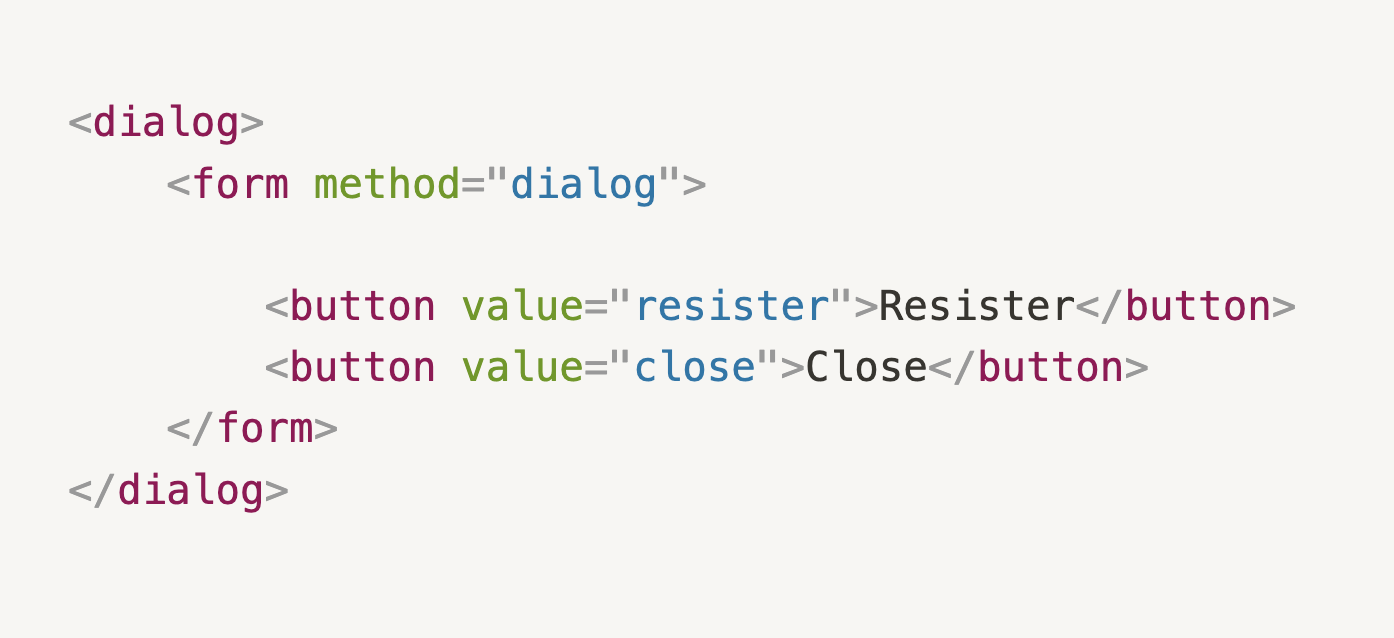 <dialog>
    <form method="dialog">

        <button value="resister">Resister</button>
        <button value="close">Close</button>
    </form>
</dialog>